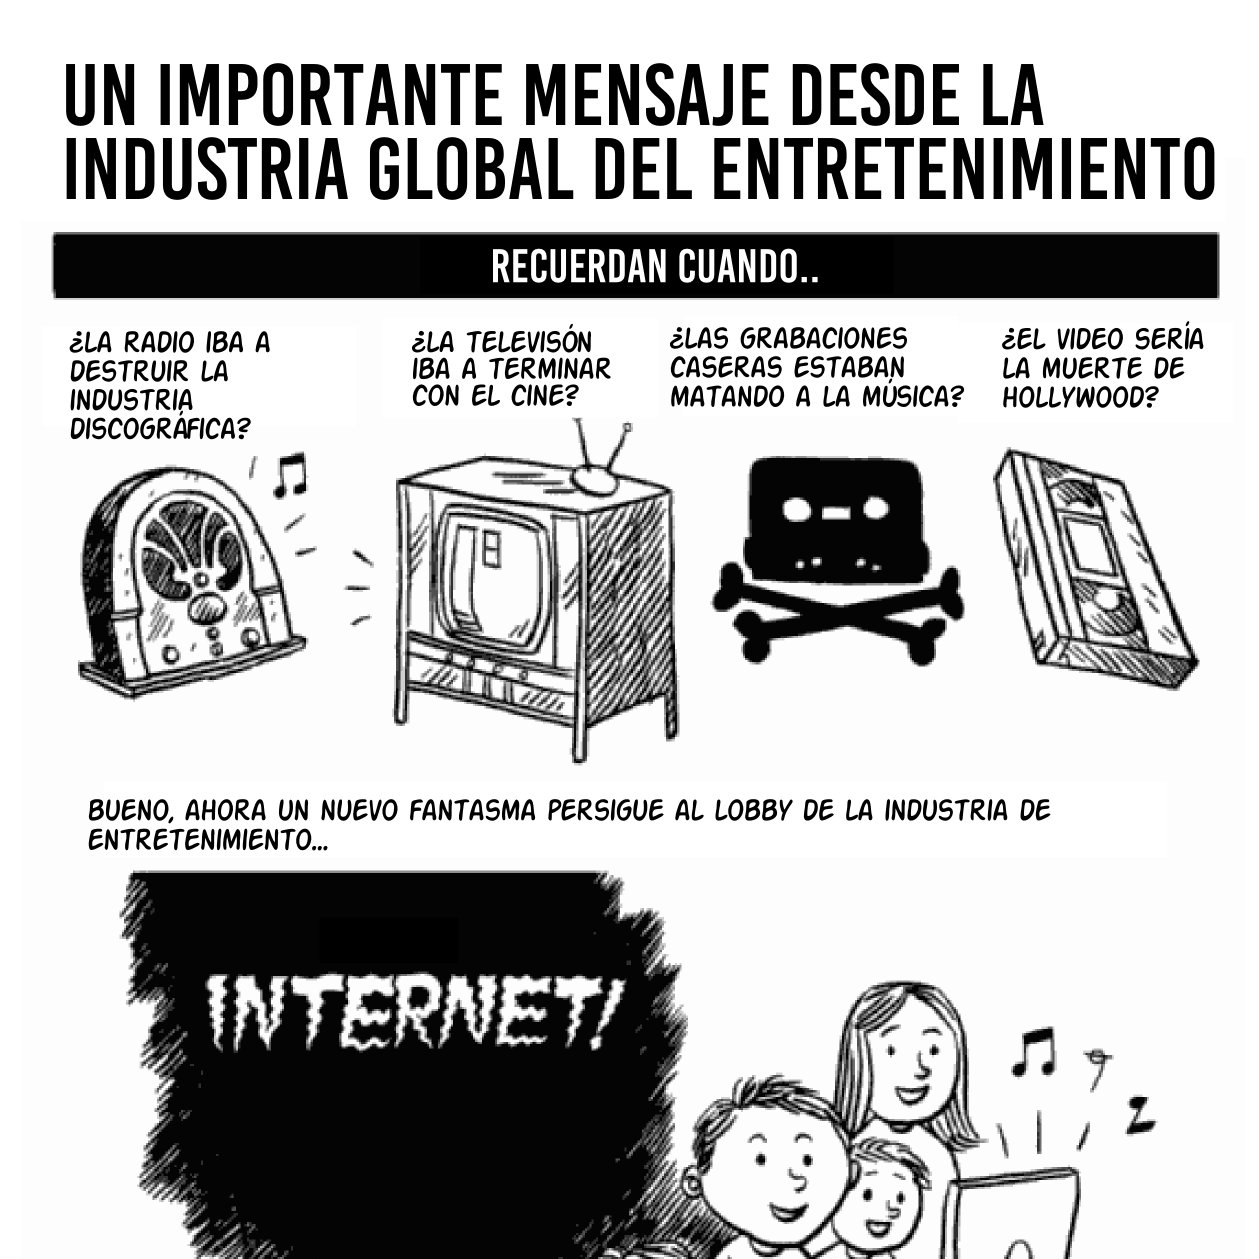 UN IMPORTANTE MENSAJE DESDE LA
INDUSTRIA GLOBAL DEL ENTRETENIMIENTO
RECUERDAN CUANDO..
¿LA RADIO IBA A
DESTRUIR LA
INDUSTRIA
DISCOGRÁFICA?
¿LA TELEVISÓN
IBA A TERMINAR
CON EL CINE?
¿LAS GRABACIONES
CASERAS ESTABAN
MATANDO A LA MÚSICA?
¿EL VIDEO SERÍA
LA MUERTE DE
HOLLYWOOD?
BUENO, AHORA UN NUEVO FANTASMA PERSIGUE AL LOBBY DE LA INDUSTRIA DE
ENTRETENIMIENTO...
INTERNET!